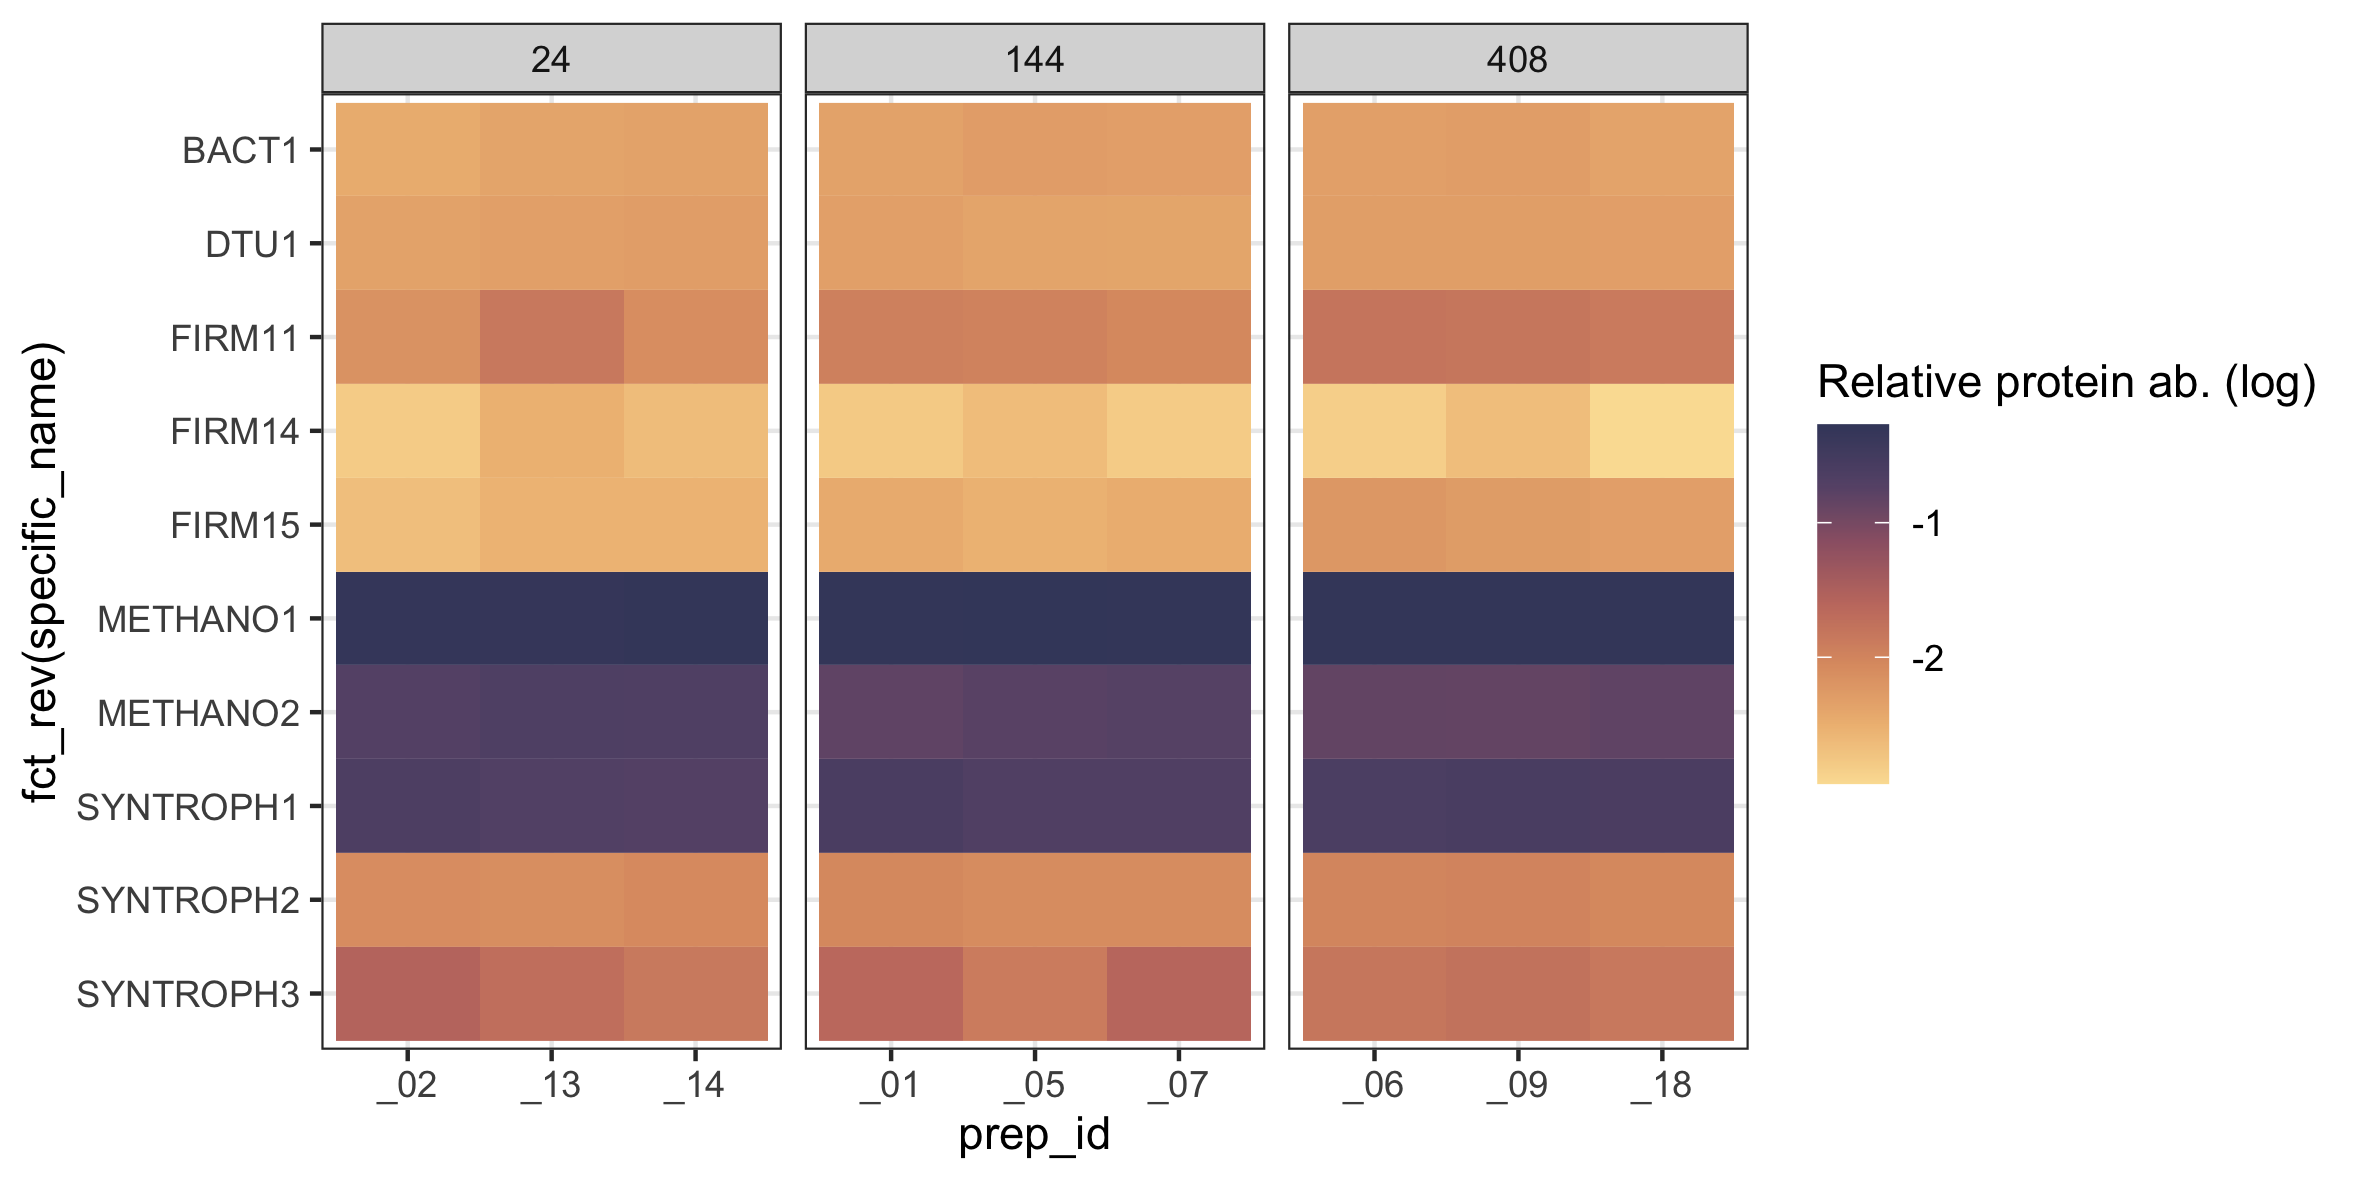 24
144
408
fct_rev(specific_name)
BACT1
DTU1
FIRM11
FIRM14
FIRM15
METHANO1
METHANO2
SYNTROPH1
SYNTROPH2
SYNTROPH3
_02
_13
_14
_01
_05
_07
_06
_09
_18
prep_id
Relative protein ab. (log)
-1
-2